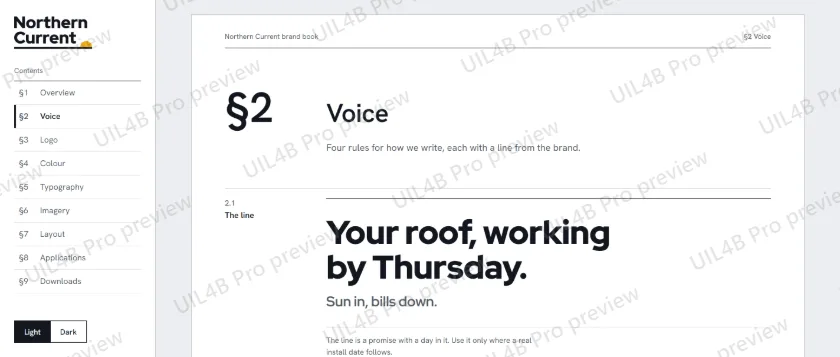 Northern
Current
Contents
§1 Overview
§2 Voice
§3 Logo
§4 Colour
§5 Typography
§6 Imagery
§7 Layout
§8 Applications
§9 Downloads
Light Dark
Northern Current brand book
§2 Voice
§2
Voice
Four rules for how we write, each with a line from the brand.
2.1
The line
Your roof, working
by Thursday.
Sun in, bills down.
The line is a promise with a day in it. Use it only where a real
install date follows.
UIL4B Pro preview